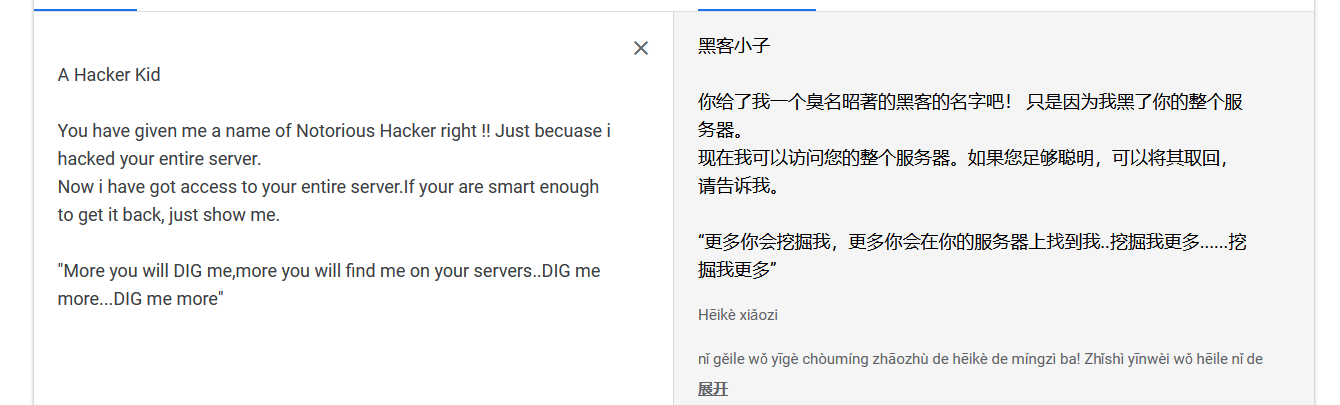 A Hacker Kid
You have given me a name of Notorious Hacker right !! Just becuase i
hacked your entire server.
Now i have got access to your entire server.If your are smart enough
to get it back, just show me.
"More you will DIG me,more you will find me on your servers..DIG me
more...DIG me more"
黑客小子
你给了我一个臭名昭著的黑客的名字吧！ 只是因为我黑了你的整个服
务器。
现在我可以访问您的整个服务器。如果您足够聪明，可以将其取回，
请告诉我。
“更多你会挖掘我，更多你会在你的服务器上找到我..挖掘我更多......挖
掘我更多”
Hēikè xiǎozi
nǐ gěile wǒ yīgè chòumíng zhāozhù de hēikè de míngzì ba! Zhǐshì yīnwèi wǒ hēile nǐ de
展开